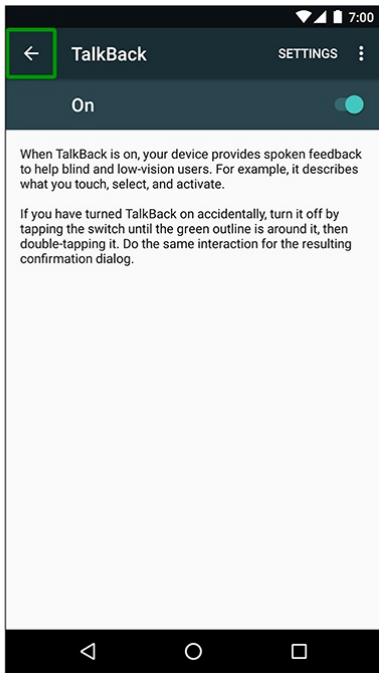 7:00
TalkBack SETTINGS
On
When TalkBack is on, your device provides spoken feedback
to help blind and low-vision users. For example, it describes
what you touch, select, and activate.
If you have turned TalkBack on accidentally, turn it off by
tapping the switch until the green outline is around it, then
double-tapping it. Do the same interaction for the resulting
confirmation dialog.